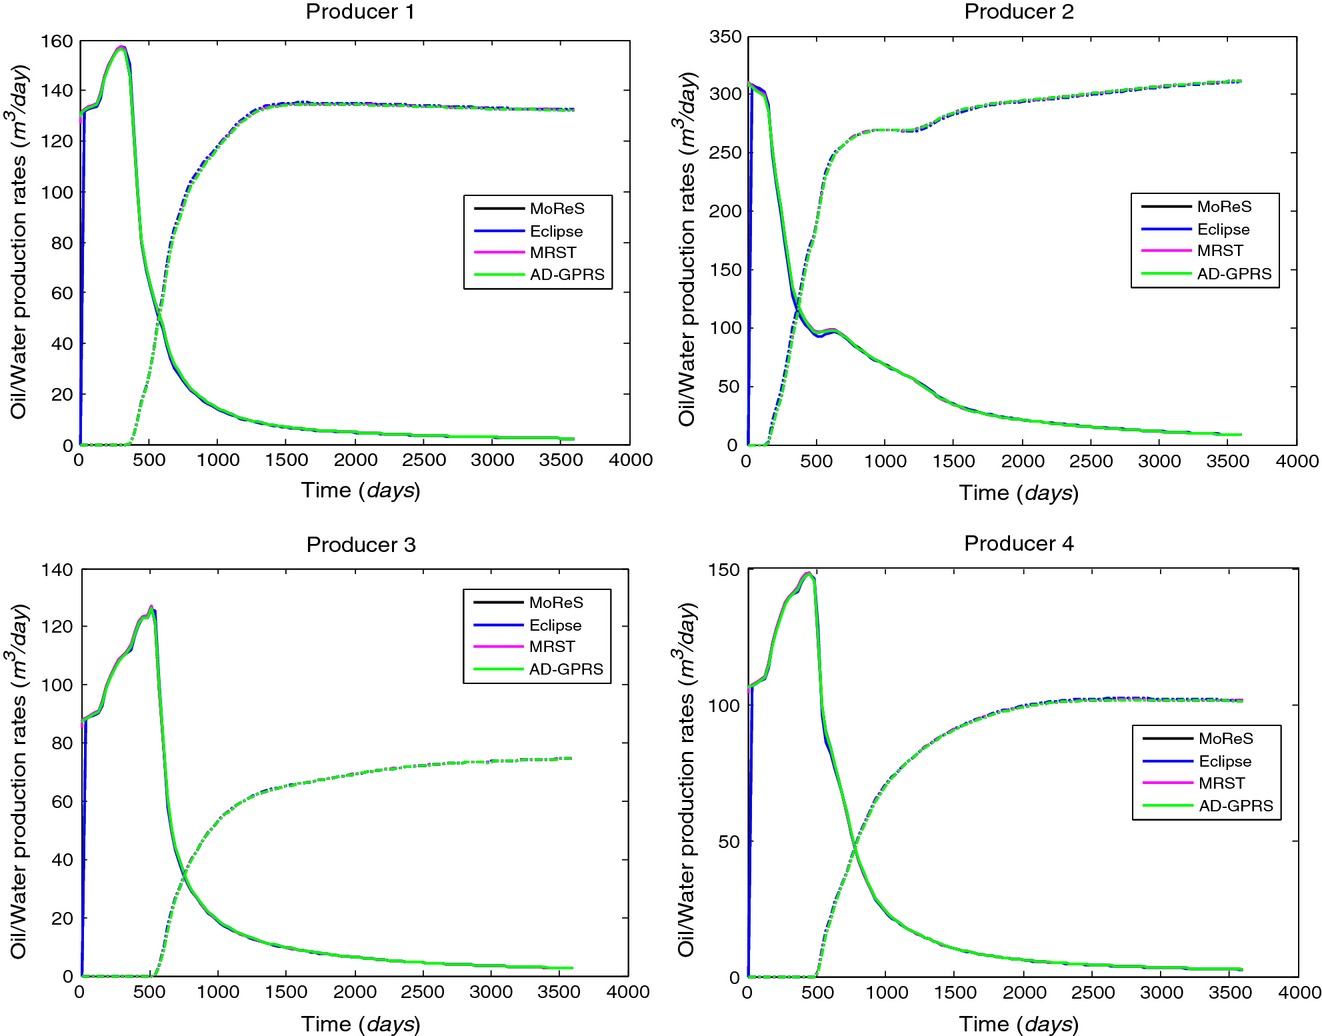 Producer 1
Oil/Water production rates (m³/day)
160
140
120
100
80
60
40
20
0
MoReS
Eclipse
MRST
AD-GPRS
0 500 1000 1500 2000 2500 3000 3500 4000
Time (days)
Producer 2
Oil/Water production rates (m³/day)
350
300
250
200
150
100
50
0
MoReS
Eclipse
MRST
AD-GPRS
0 500 1000 1500 2000 2500 3000 3500 4000
Time (days)
Producer 3
Oil/Water production rates (m³/day)
140
120
100
80
60
40
20
0
MoReS
Eclipse
MRST
AD-GPRS
0 500 1000 1500 2000 2500 3000 3500 4000
Time (days)
Producer 4
Oil/Water production rates (m³/day)
150
100
50
0
MoReS
Eclipse
MRST
AD-GPRS
0 500 1000 1500 2000 2500 3000 3500 4000
Time (days)